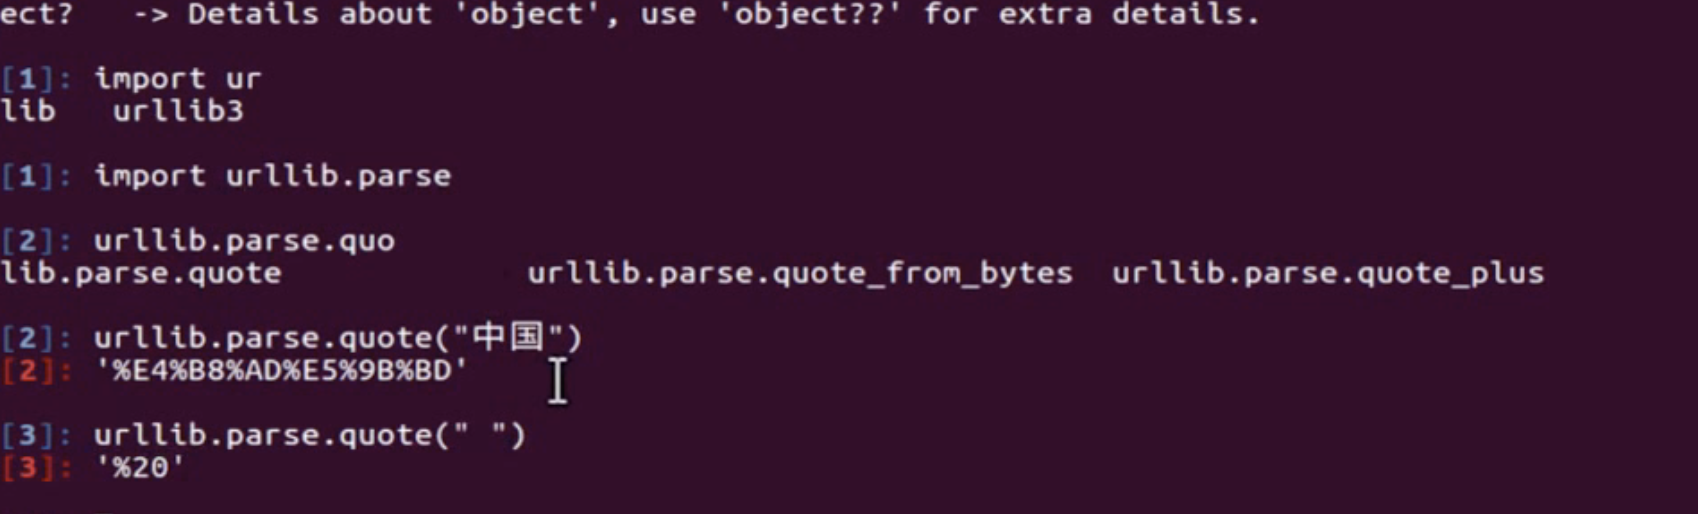 ect?   -> Details about 'object', use 'object??' for extra details.
[1]: import ur
lib   urllib3
[1]: import urllib.parse
[2]: urllib.parse.quo
lib.parse.quote             urllib.parse.quote_from_bytes  urllib.parse.quote_plus
[2]: urllib.parse.quote("中国")
[2]: '%E4%B8%AD%E5%9B%BD'
[3]: urllib.parse.quote(" ")
[3]: '%20'